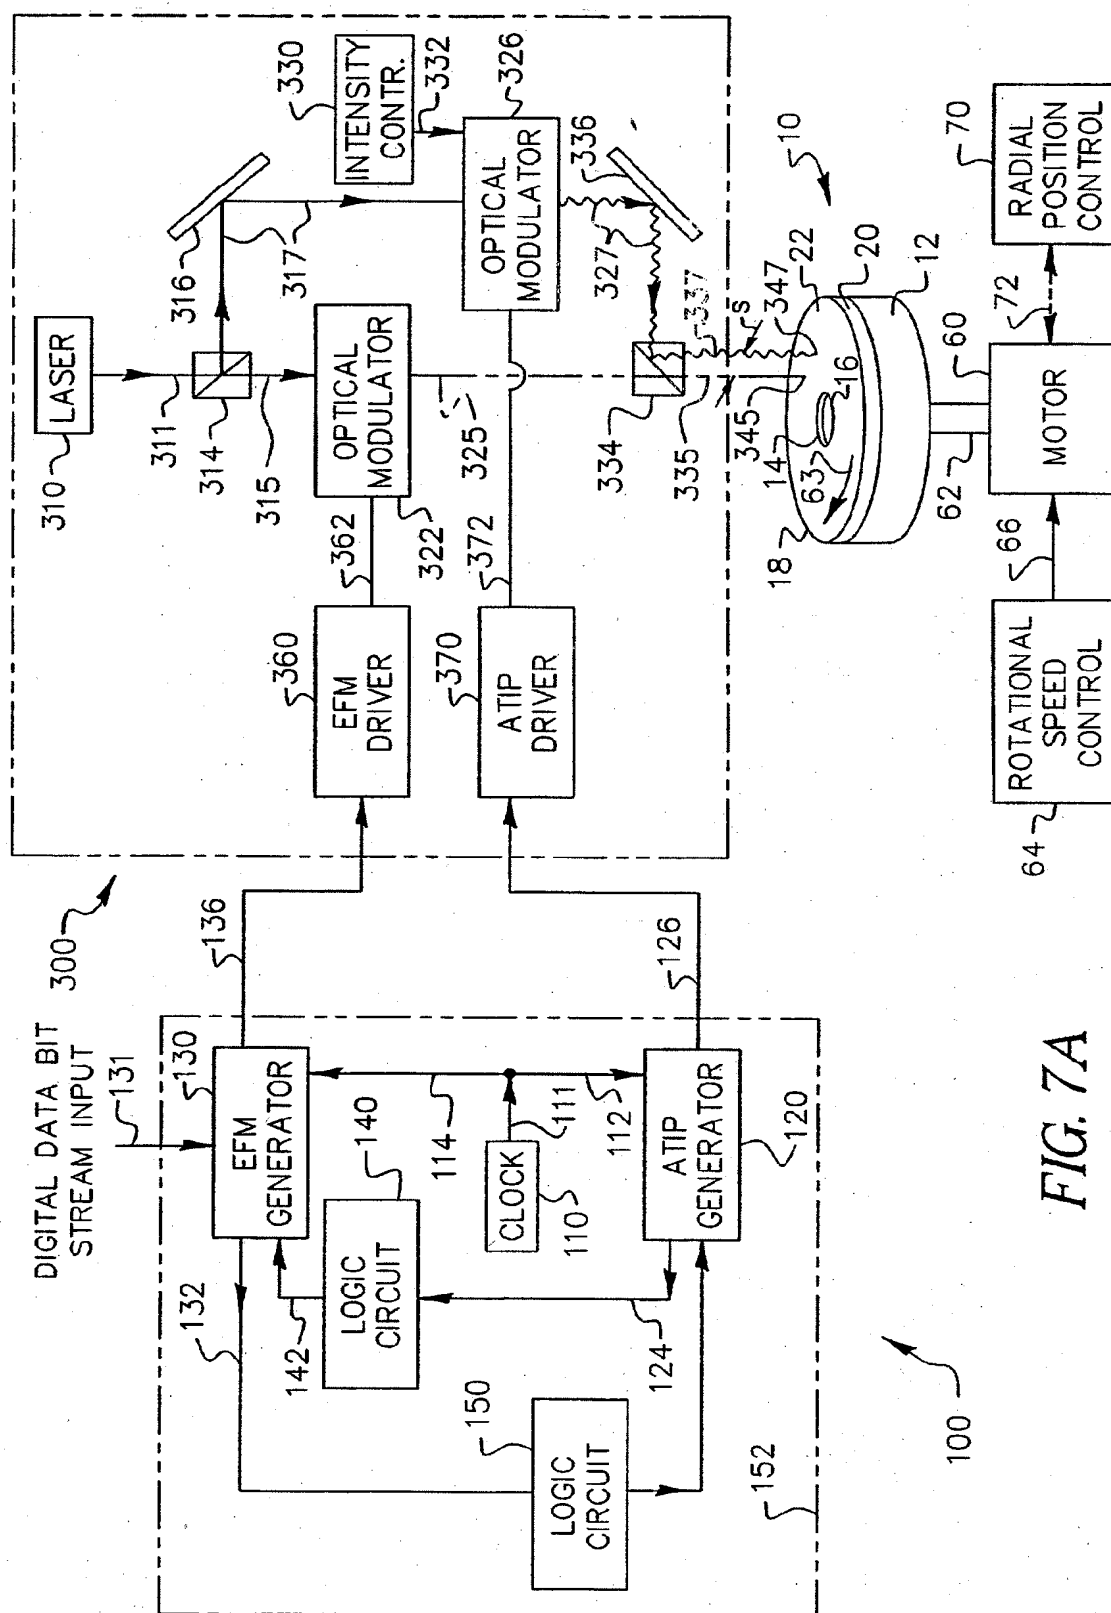 DIGITAL DATA BIT
STREAM INPUT
300
131
130
136
EFM
GENERATOR
132
142
140
LOGIC
CIRCUIT
114
111
112
CLOCK
110
124
150
LOGIC
CIRCUIT
ATIP
GENERATOR
120
126
152
100
310
LASER
311
314
315
316
317
330
INTENSITY
CONTR.
332
326
OPTICAL
MODULATOR
OPTICAL
MODULATOR
322
325
327
336
334
335
337
S
360
EFM
DRIVER
362
370
ATIP
DRIVER
372
345
347
10
14
16
63
18
22
20
12
62
60
MOTOR
66
72
70
RADIAL
POSITION
CONTROL
64
ROTATIONAL
SPEED
CONTROL
FIG. 7A